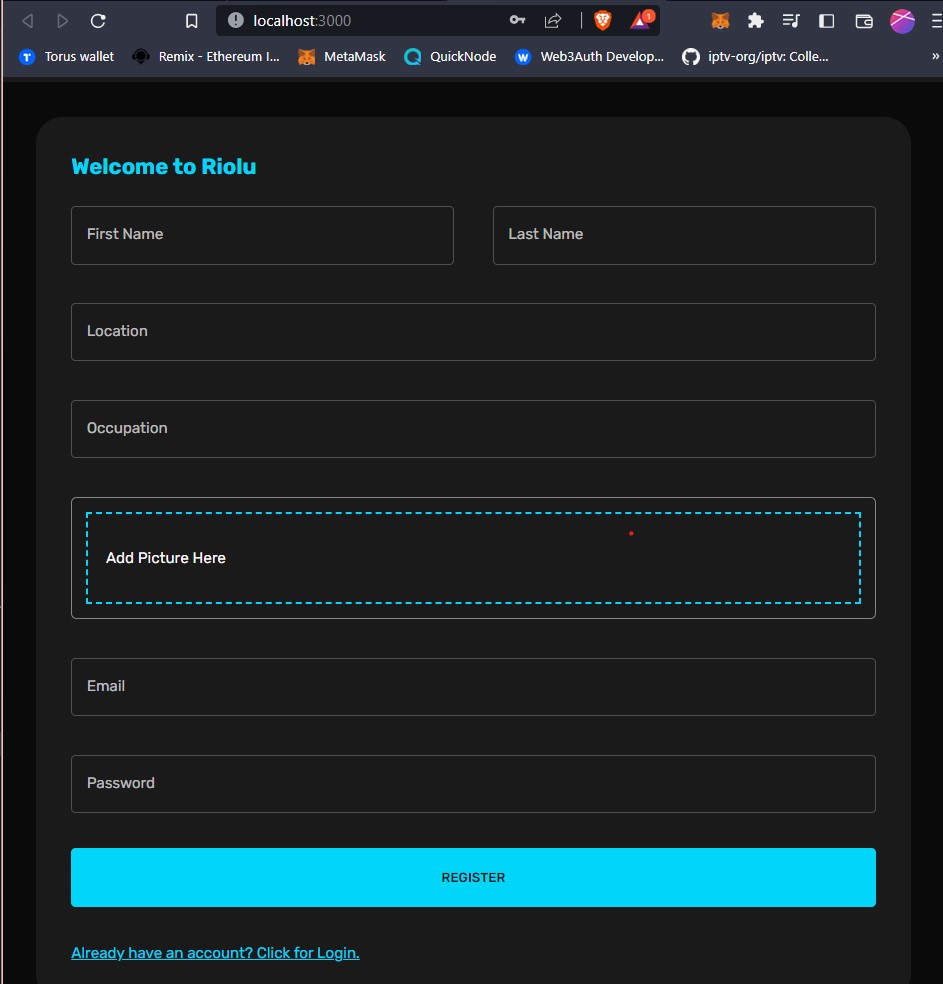 localhost:3000
1
Torus wallet
Remix - Ethereum I...
MetaMask
QuickNode
Web3Auth Develop...
iptv-org/iptv: Colle...
»
Welcome to Riolu
First Name
Last Name
Location
Occupation
Add Picture Here
Email
Password
REGISTER
Already have an account? Click for Login.